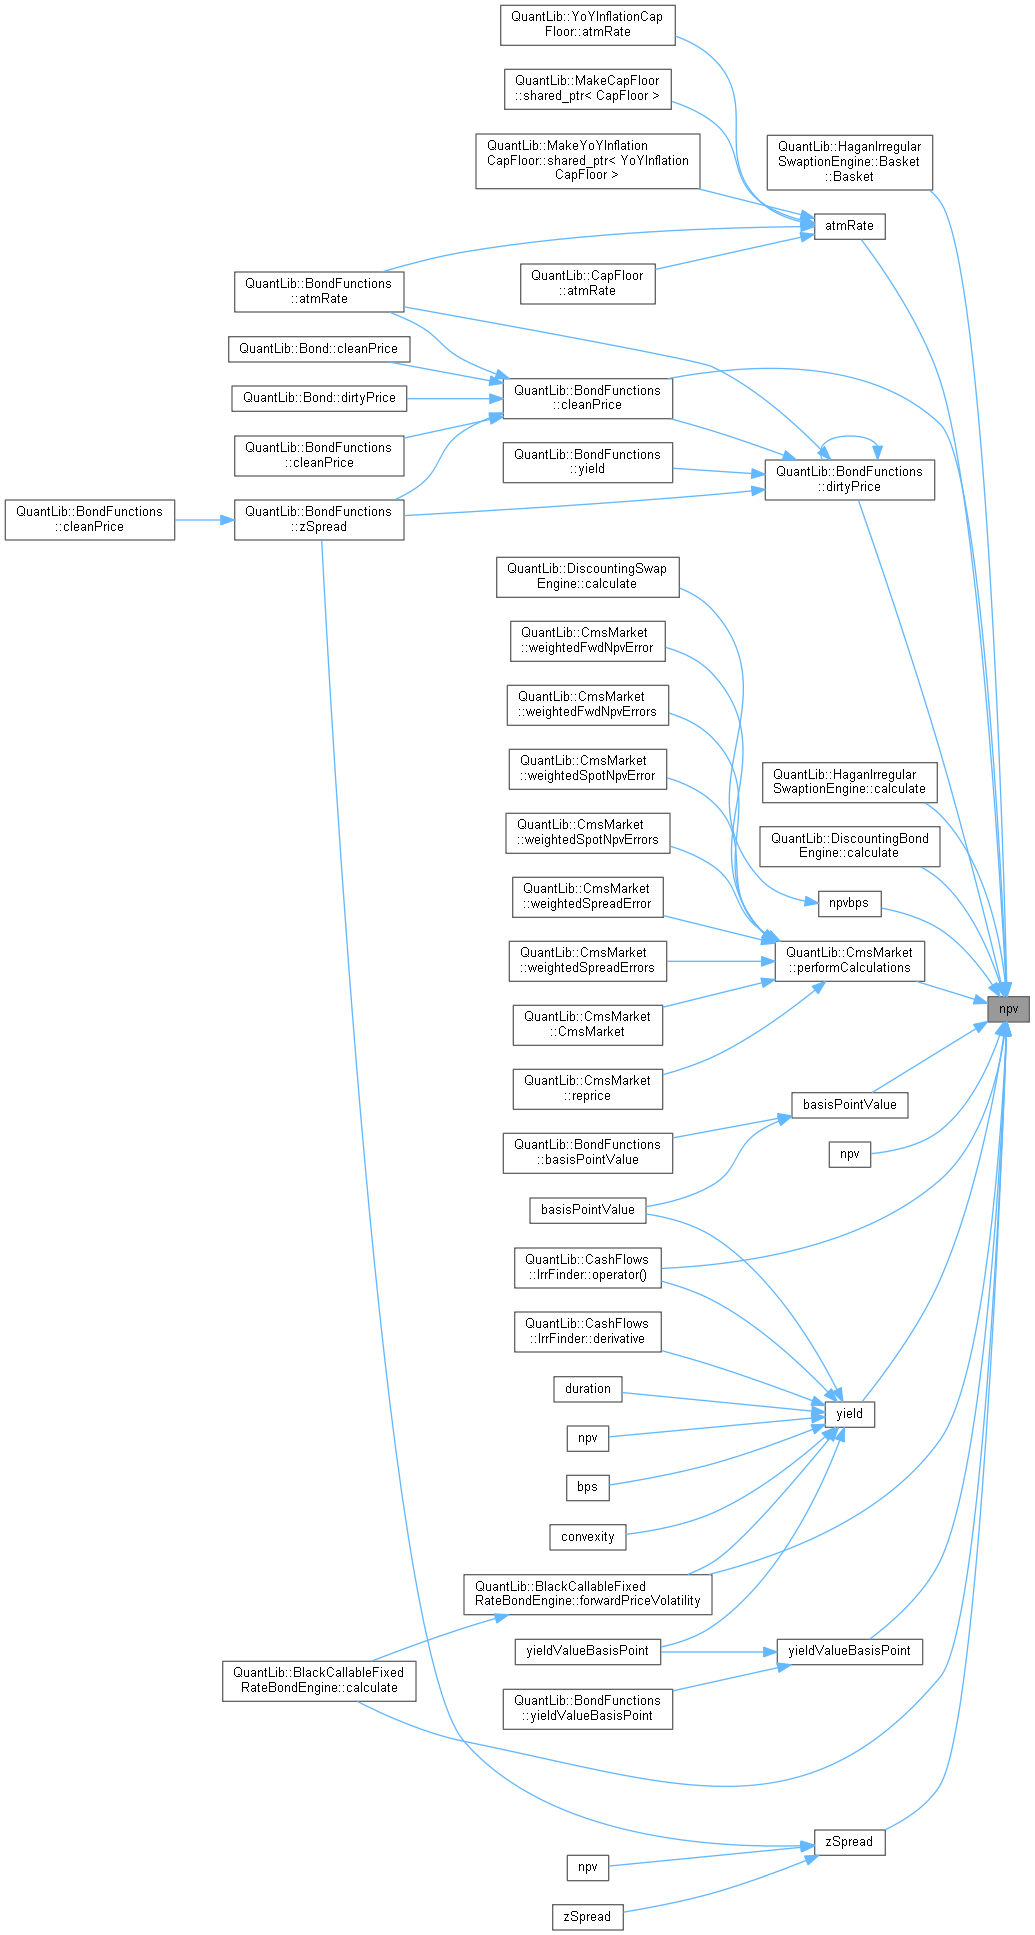 QuantLib::YoYInflationCap
Floor::atmRate
QuantLib::MakeCapFloor
::shared_ptr< CapFloor >
QuantLib::MakeYoYInflation
CapFloor::shared_ptr< YoYInflation
CapFloor >
QuantLib::HaganIrregular
SwaptionEngine::Basket
::Basket
atmRate
QuantLib::CapFloor
::atmRate
QuantLib::BondFunctions
::atmRate
QuantLib::Bond::cleanPrice
QuantLib::Bond::dirtyPrice
QuantLib::BondFunctions
::cleanPrice
QuantLib::BondFunctions
::cleanPrice
QuantLib::BondFunctions
::yield
QuantLib::BondFunctions
::dirtyPrice
QuantLib::BondFunctions
::cleanPrice
QuantLib::BondFunctions
::zSpread
QuantLib::DiscountingSwap
Engine::calculate
QuantLib::CmsMarket
::weightedFwdNpvError
QuantLib::CmsMarket
::weightedFwdNpvErrors
QuantLib::CmsMarket
::weightedSpotNpvError
QuantLib::HaganIrregular
SwaptionEngine::calculate
QuantLib::CmsMarket
::weightedSpotNpvErrors
QuantLib::DiscountingBond
Engine::calculate
QuantLib::CmsMarket
::weightedSpreadError
npvbps
QuantLib::CmsMarket
::weightedSpreadErrors
QuantLib::CmsMarket
::performCalculations
npv
QuantLib::CmsMarket
::CmsMarket
QuantLib::CmsMarket
::reprice
basisPointValue
QuantLib::BondFunctions
::basisPointValue
npv
basisPointValue
QuantLib::CashFlows
::IrrFinder::operator()
QuantLib::CashFlows
::IrrFinder::derivative
duration
yield
npv
bps
convexity
QuantLib::BlackCallableFixed
RateBondEngine::forwardPriceVolatility
yieldValueBasisPoint
yieldValueBasisPoint
QuantLib::BlackCallableFixed
RateBondEngine::calculate
QuantLib::BondFunctions
::yieldValueBasisPoint
zSpread
npv
zSpread